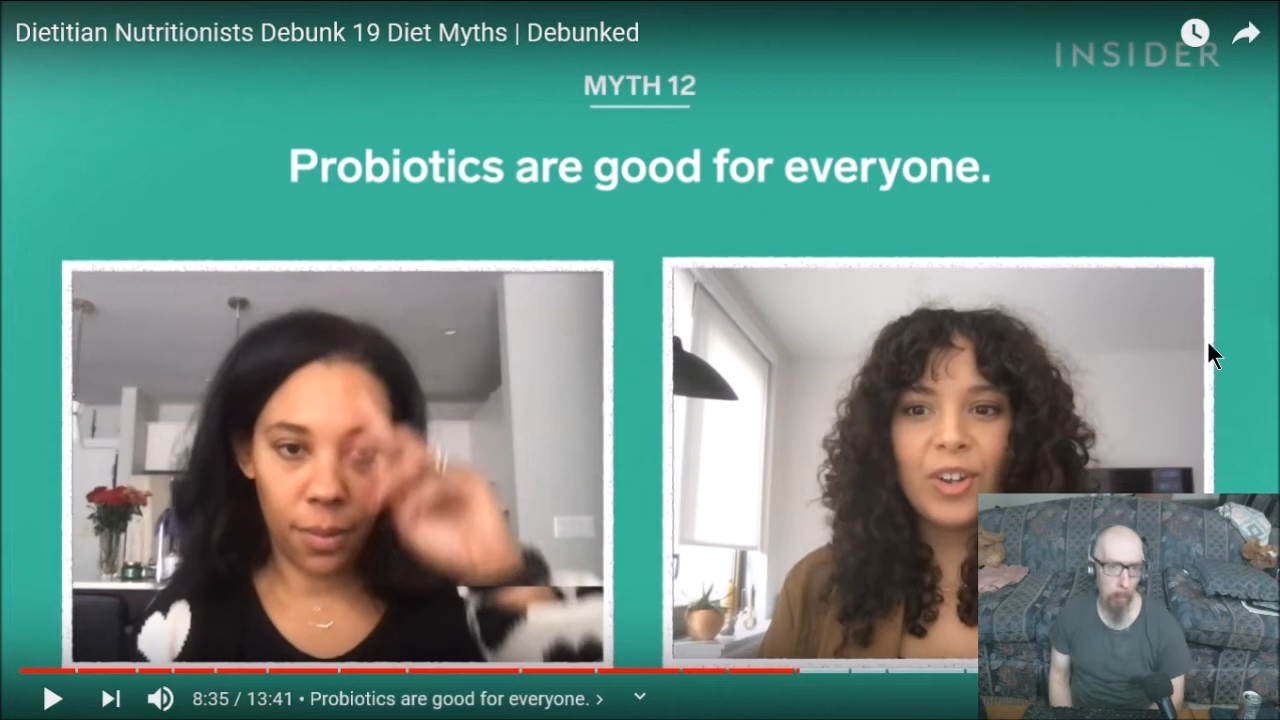 Dietitian Nutritionists Debunk 19 Diet Myths | Debunked
INSIDER
MYTH 12
Probiotics are good for everyone.
8:35 / 13:41 • Probiotics are good for everyone.